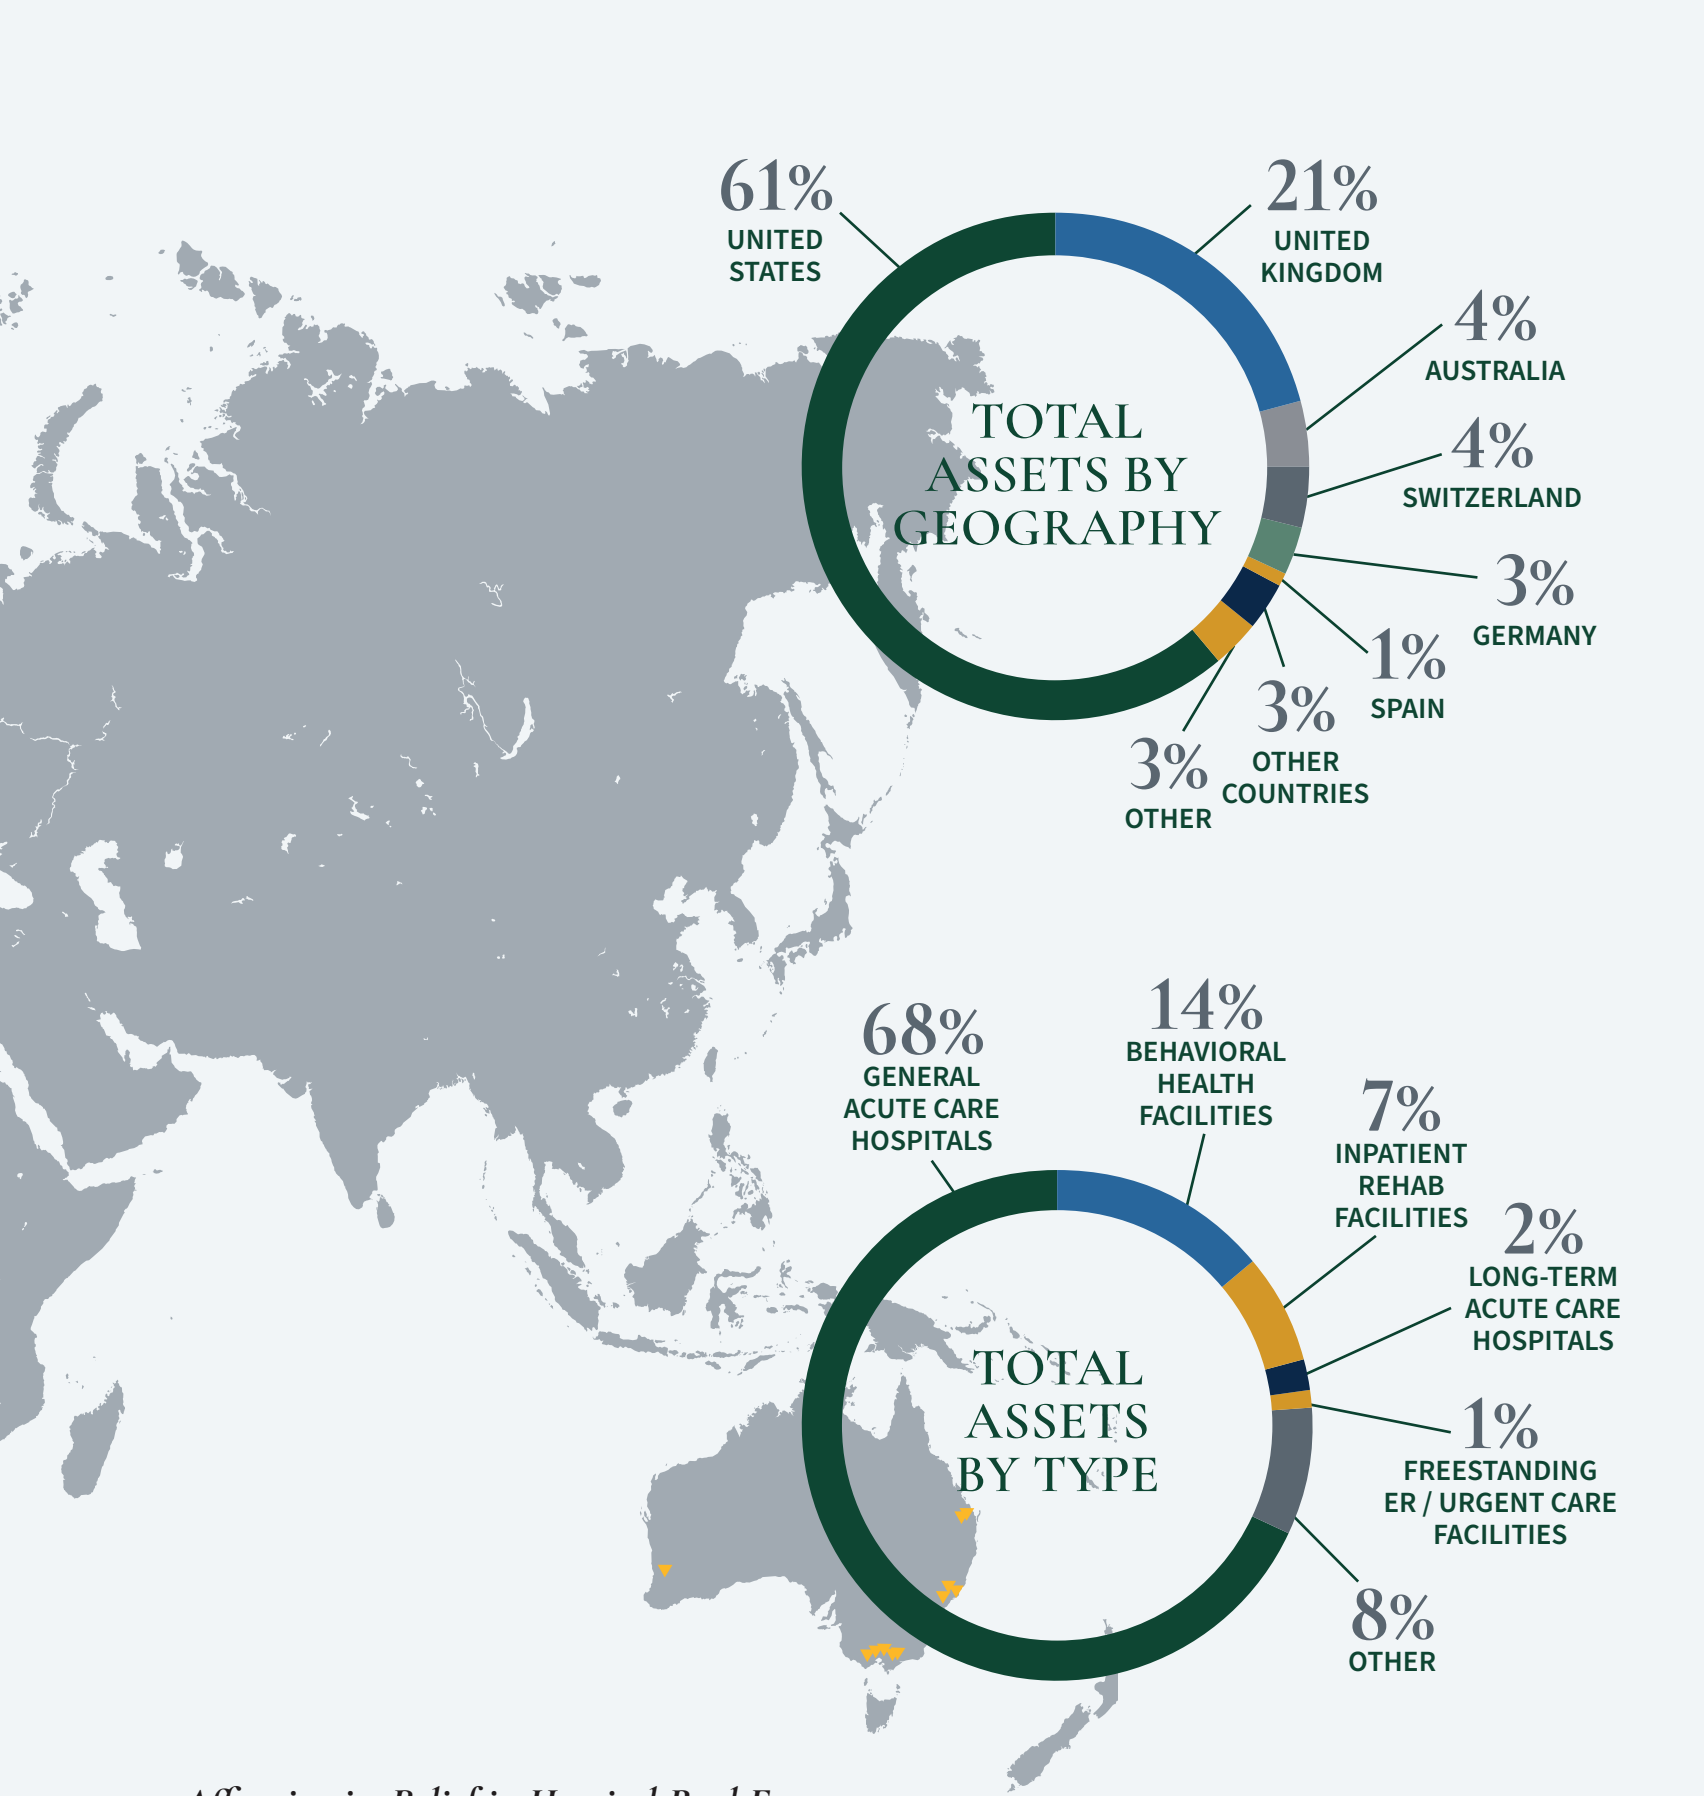 61%
UNITED
STATES
21%
UNITED
KINGDOM
4%
AUSTRALIA
4%
SWITZERLAND
3%
GERMANY
1%
SPAIN
3%
OTHER
COUNTRIES
3%
OTHER
TOTAL
ASSETS BY
GEOGRAPHY
68%
GENERAL
ACUTE CARE
HOSPITALS
14%
BEHAVIORAL
HEALTH
FACILITIES
7%
INPATIENT
REHAB
FACILITIES
2%
LONG-TERM
ACUTE CARE
HOSPITALS
1%
FREESTANDING
ER / URGENT CARE
FACILITIES
8%
OTHER
TOTAL
ASSETS
BY TYPE